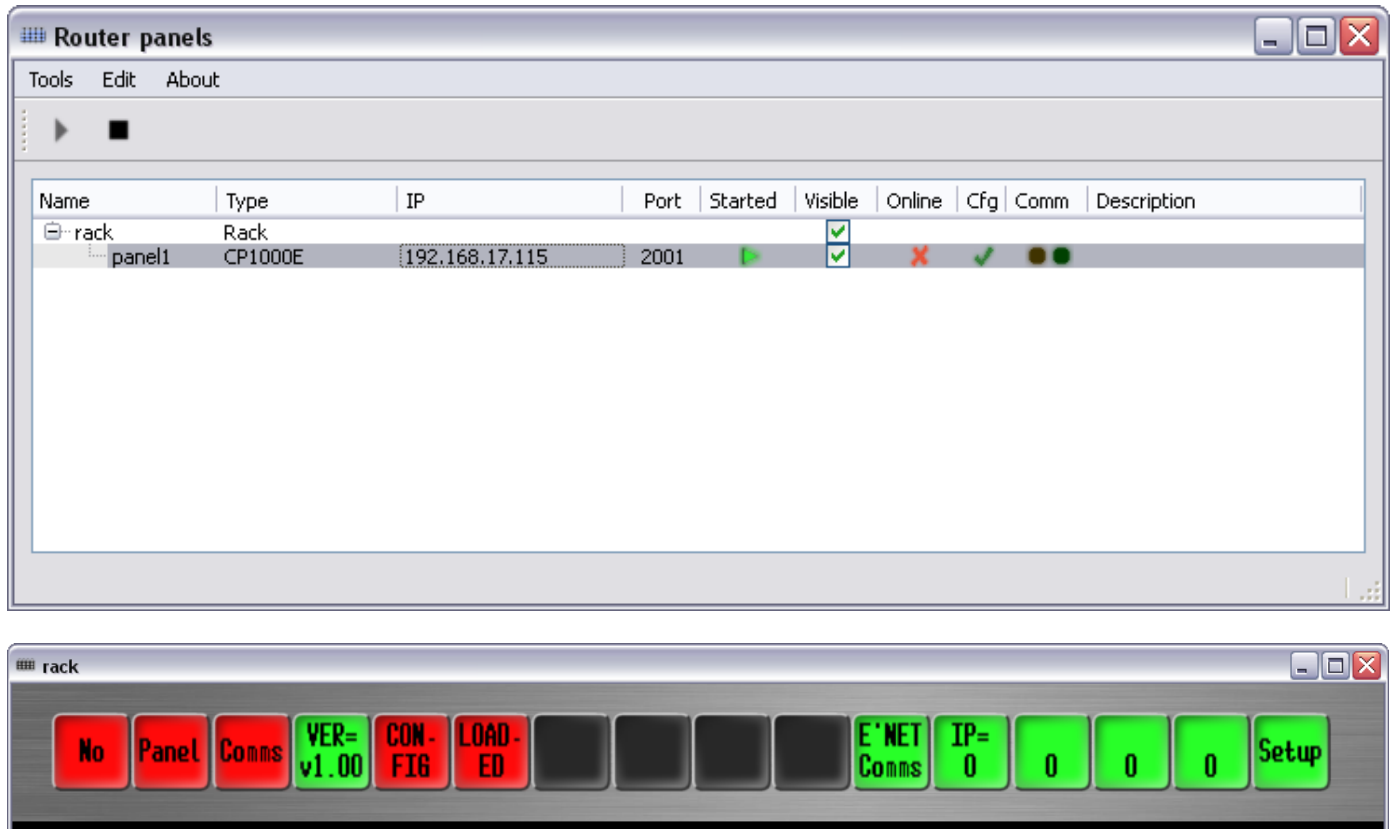 Router panels
Tools Edit About
Name Type IP Port Started Visible Online Cfg Comm Description
rack Rack
panel1 CP1000E 192.168.17.115 2001
rack
No Panel Comms VER= v1.00 CON- FIG LOAD- ED E'NET Comms IP= 0 0 0 0 Setup